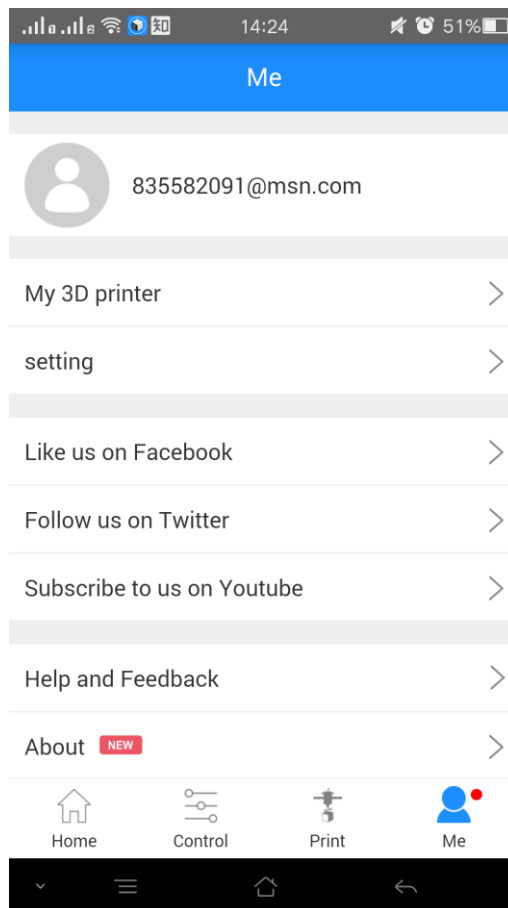 知 14:24 51%
Me
835582091@msn.com
My 3D printer
setting
Like us on Facebook
Follow us on Twitter
Subscribe to us on Youtube
Help and Feedback
About NEW
Home Control Print Me